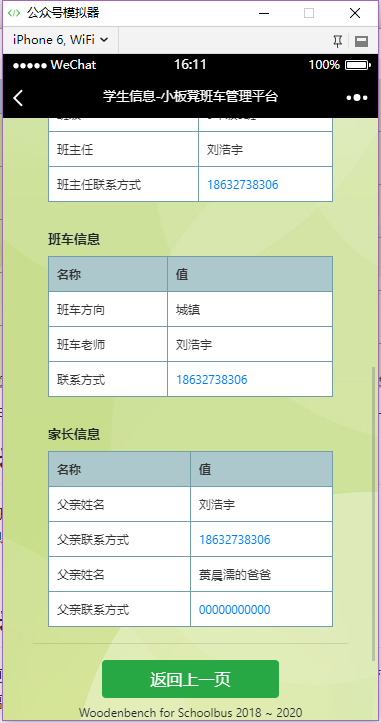 公众号模拟器
iPhone 6, WiFi
WeChat 16:11 100%
学生信息-小板凳班车管理平台
班主任 刘浩宇
班主任联系方式 18632738306
班车信息
名称 值
班车方向 城镇
班车老师 刘浩宇
联系方式 18632738306
家长信息
名称 值
父亲姓名 刘浩宇
父亲联系方式 18632738306
父亲姓名 黄晨濡的爸爸
父亲联系方式 00000000000
返回上一页
Woodenbench for Schoolbus 2018 ~ 2020